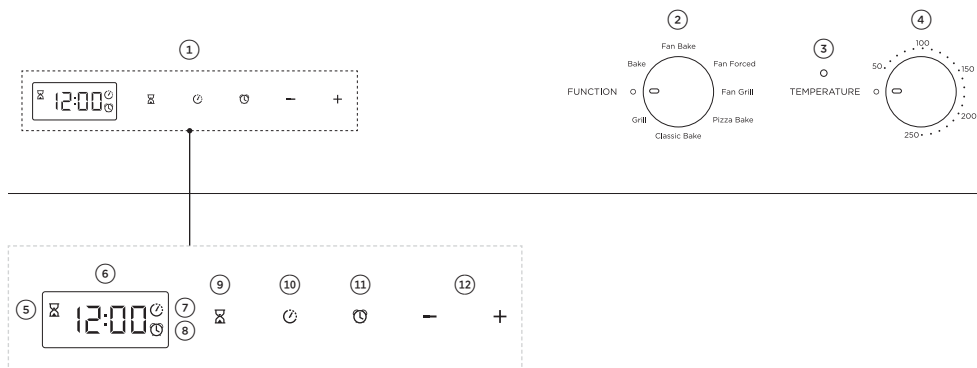 1
2
3
4
12:00
FUNCTION
Bake
Fan Bake
Fan Forced
Fan Grill
Pizza Bake
Classic Bake
Grill
TEMPERATURE
50
100
150
200
250
5
6
7
8
9
10
11
12
12:00